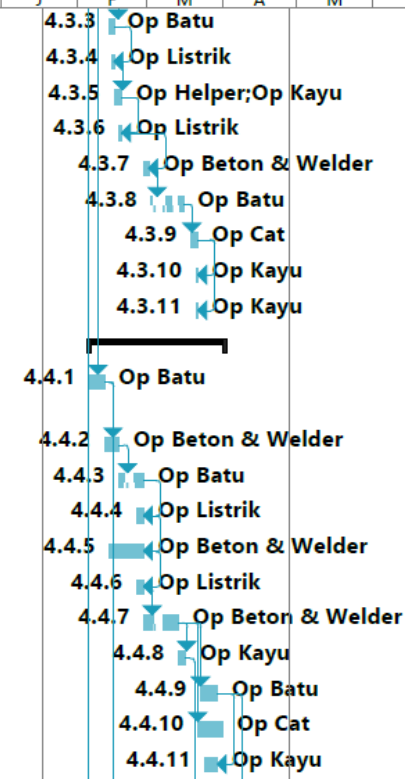 M A M
4.3.3 Op Batu
4.3.4 Op Listrik
4.3.5 Op Helper;Op Kayu
4.3.6 Op Listrik
4.3.7 Op Beton & Welder
4.3.8 Op Batu
4.3.9 Op Cat
4.3.10 Op Kayu
4.3.11 Op Kayu
4.4.1 Op Batu
4.4.2 Op Beton & Welder
4.4.3 Op Batu
4.4.4 Op Listrik
4.4.5 Op Beton & Welder
4.4.6 Op Listrik
4.4.7 Op Beton & Welder
4.4.8 Op Kayu
4.4.9 Op Batu
4.4.10 Op Cat
4.4.11 Op Kayu